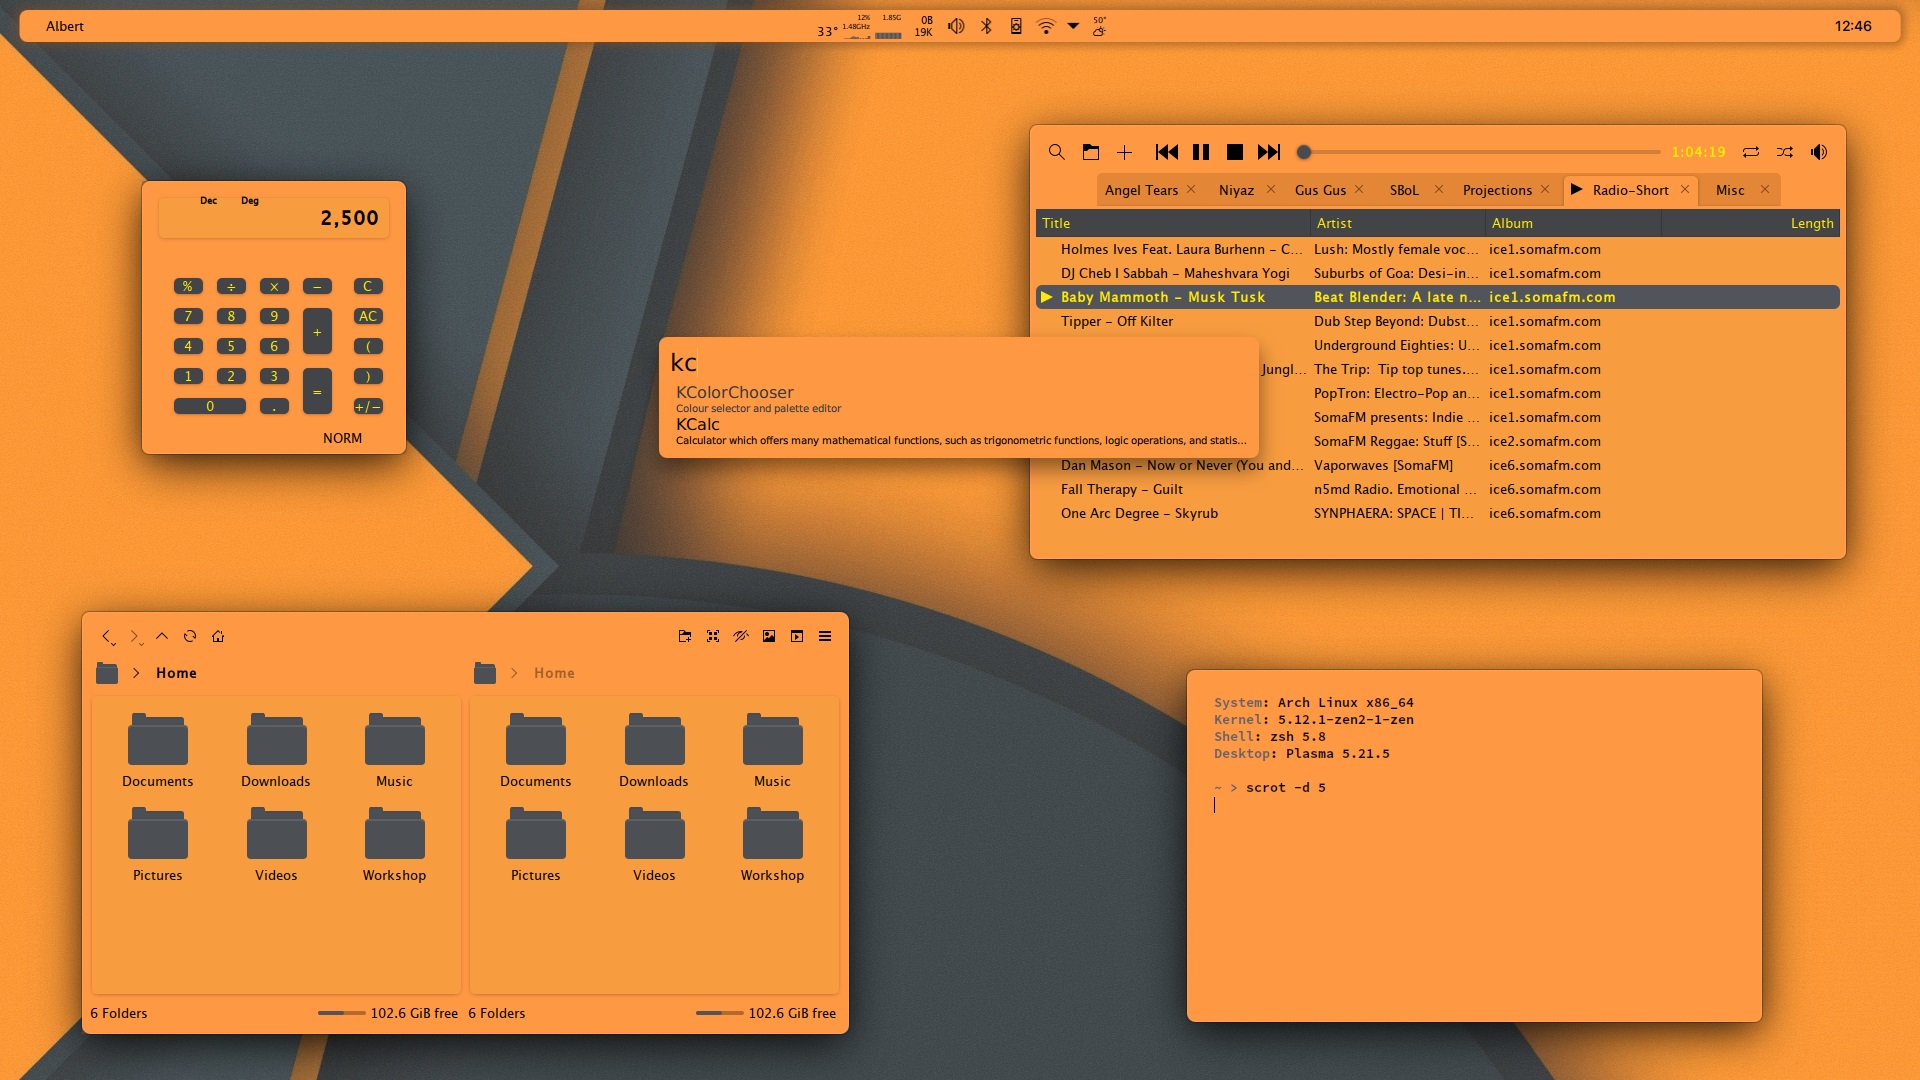 Albert
33° 12% 1.48GHz 1.85G 0B 19K 50° 12:46
Dec Deg
2,500
% ÷ × − C
7 8 9 + AC
4 5 6 (
1 2 3 = )
0 . +/−
NORM
1:04:19
Angel Tears Niyaz Gus Gus SBoL Projections Radio-Short Misc
Title Artist Album Length
Holmes Ives Feat. Laura Burhenn – C... Lush: Mostly female voc... ice1.somafm.com
DJ Cheb I Sabbah – Maheshvara Yogi Suburbs of Goa: Desi-in... ice1.somafm.com
Baby Mammoth – Musk Tusk Beat Blender: A late n... ice1.somafm.com
Tipper – Off Kilter Dub Step Beyond: Dubst... ice1.somafm.com
Underground Eighties: U... ice1.somafm.com
Jungl... The Trip: Tip top tunes.... ice1.somafm.com
PopTron: Electro-Pop an... ice1.somafm.com
SomaFM presents: Indie ... ice1.somafm.com
SomaFM Reggae: Stuff [S... ice2.somafm.com
Dan Mason – Now or Never (You and... Vaporwaves [SomaFM] ice6.somafm.com
Fall Therapy – Guilt n5md Radio. Emotional ... ice6.somafm.com
One Arc Degree – Skyrub SYNPHAERA: SPACE | TI... ice6.somafm.com
kc
KColorChooser
Colour selector and palette editor
KCalc
Calculator which offers many mathematical functions, such as trigonometric functions, logic operations, and statis...
Home Home
Documents Downloads Music Documents Downloads Music
Pictures Videos Workshop Pictures Videos Workshop
6 Folders 102.6 GiB free 6 Folders 102.6 GiB free
System: Arch Linux x86_64
Kernel: 5.12.1-zen2-1-zen
Shell: zsh 5.8
Desktop: Plasma 5.21.5
~ > scrot -d 5